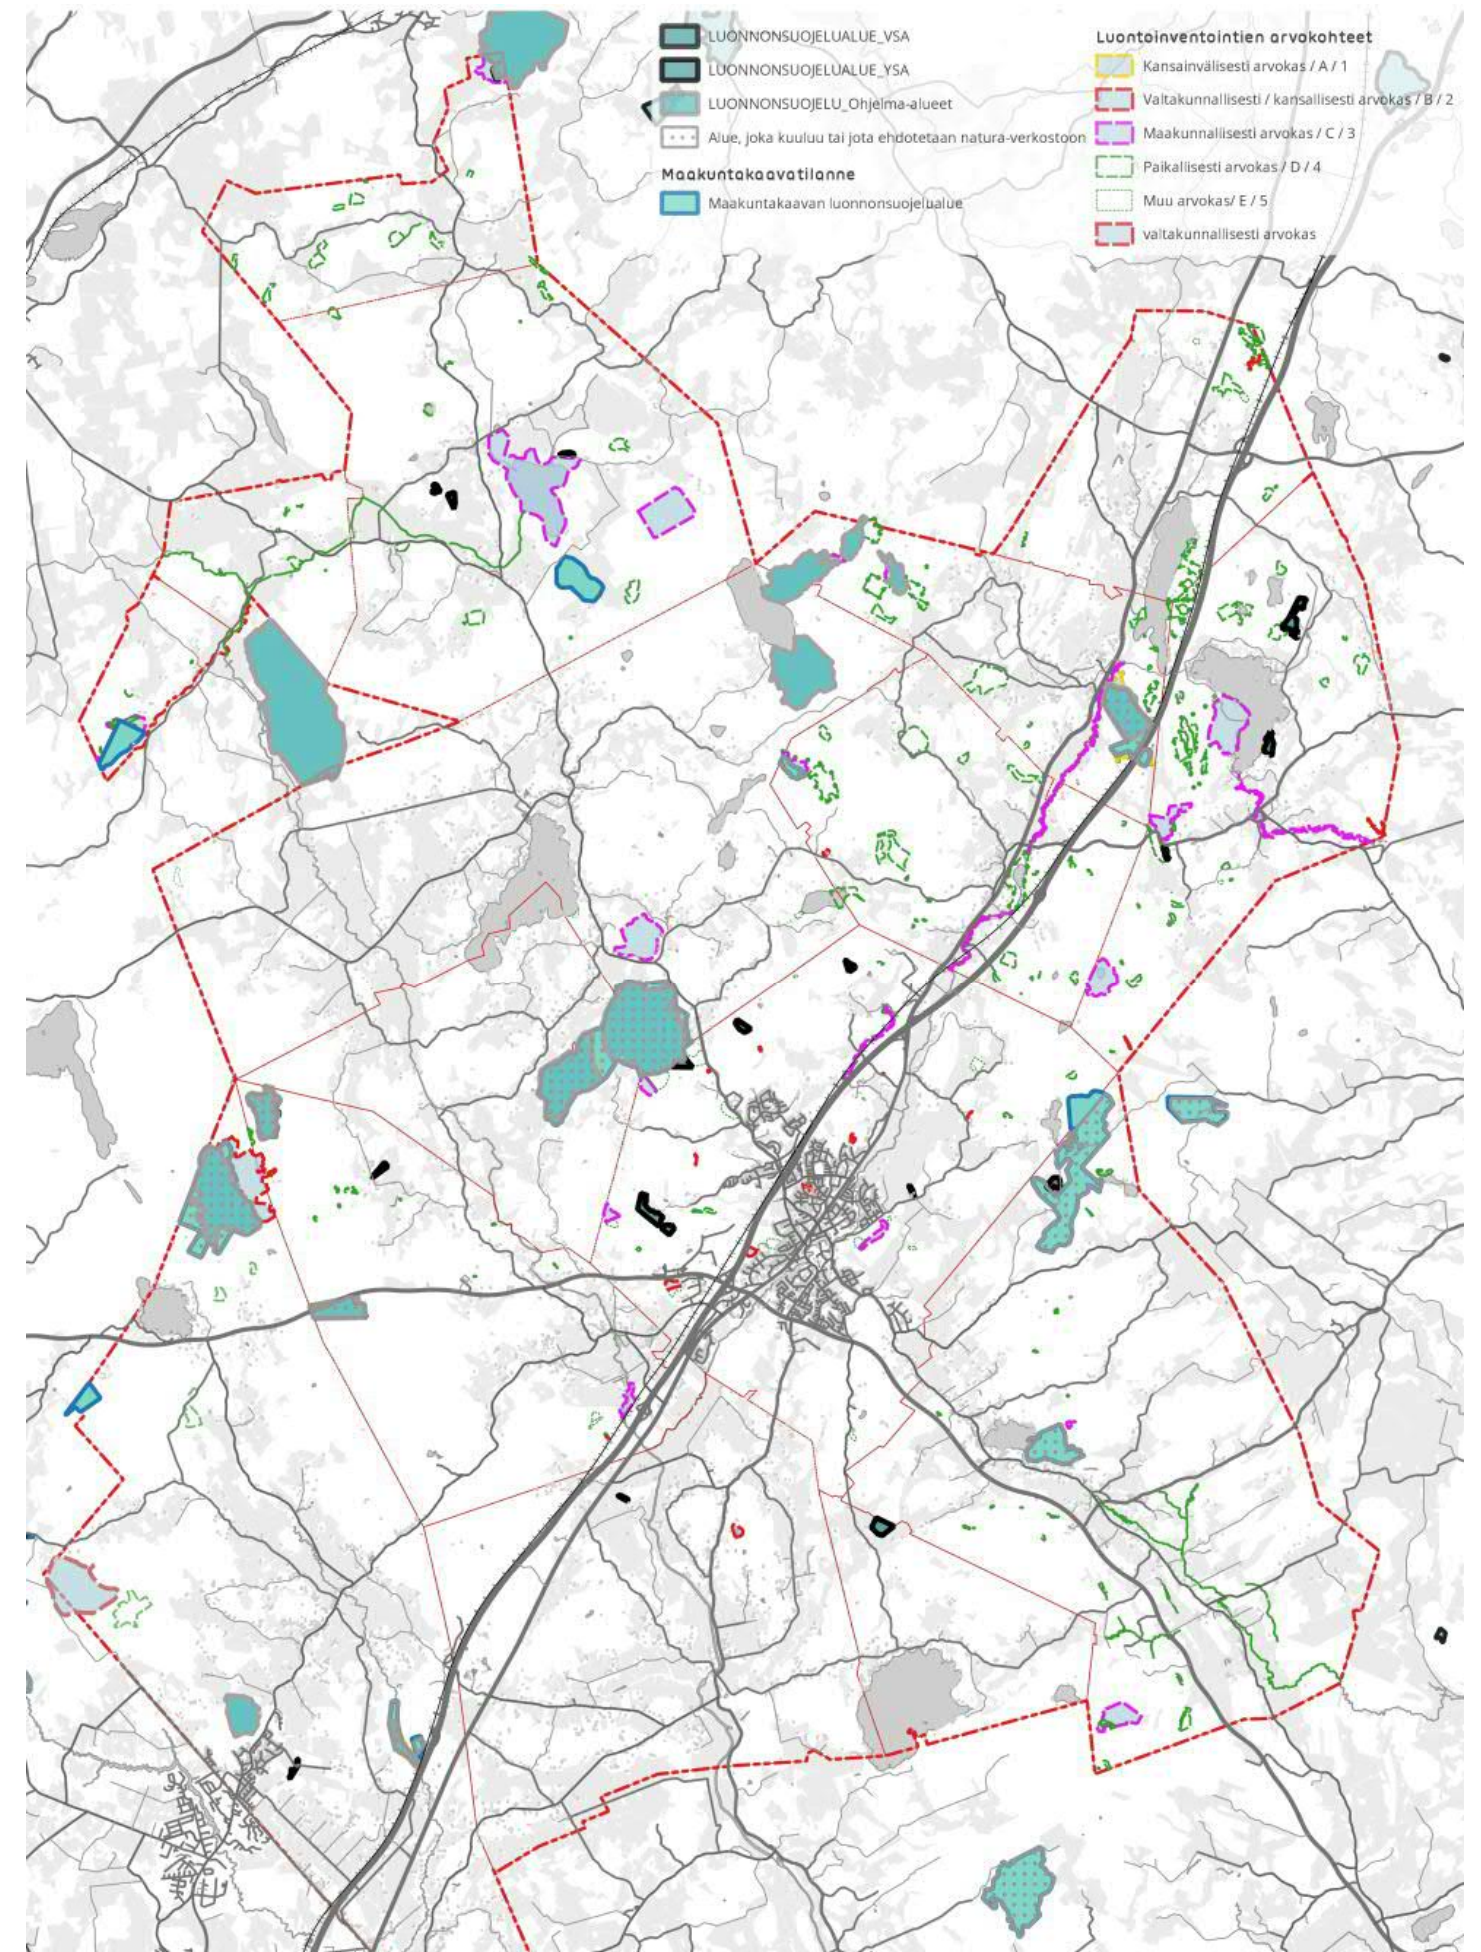 LUONNONSUOJELUALUE_VSA
LUONNONSUOJELUALUE_YSA
LUONNONSUOJELU_Ohjelma-alueet
Alue, joka kuuluu tai jota ehdotetaan natura-verkostoon
Maakuntakaavatilanne
Maakuntakaavan luonnonsuojelualue
Luontoinventointien arvokohteet
Kansainvälisesti arvokas / A / 1
Valtakunnallisesti / kansallisesti arvokas / B / 2
Maakunnallisesti arvokas / C / 3
Paikallisesti arvokas / D / 4
Muu arvokas/ E / 5
valtakunnallisesti arvokas